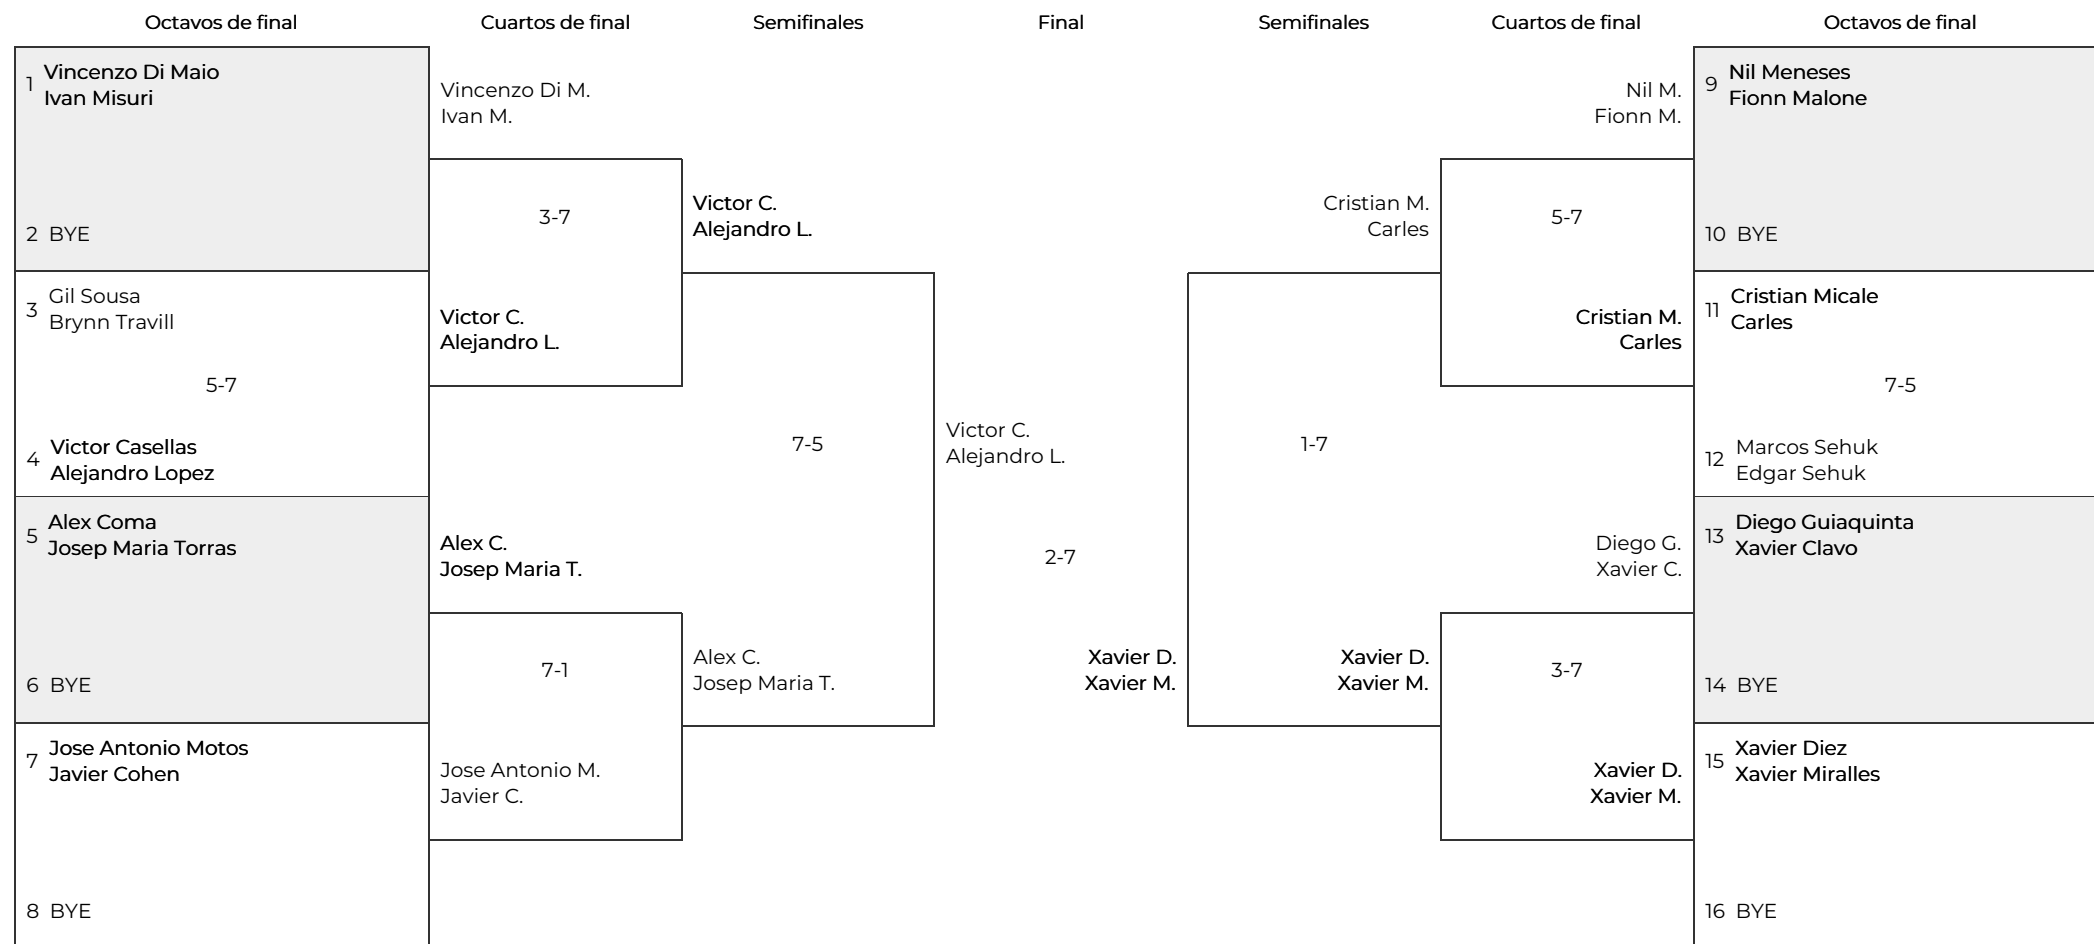 Octavos de final
Cuartos de final
Semifinales
Final
Semifinales
Cuartos de final
Octavos de final
1
Vincenzo Di Maio
Ivan Misuri
2 BYE
3
Gil Sousa
Brynn Travill
5-7
4
Victor Casellas
Alejandro Lopez
5
Alex Coma
Josep Maria Torras
6 BYE
7
Jose Antonio Motos
Javier Cohen
8 BYE
Vincenzo Di M.
Ivan M.
3-7
Victor C.
Alejandro L.
Alex C.
Josep Maria T.
7-1
Jose Antonio M.
Javier C.
Victor C.
Alejandro L.
7-5
Alex C.
Josep Maria T.
Victor C.
Alejandro L.
2-7
Xavier D.
Xavier M.
Cristian M.
Carles
1-7
Xavier D.
Xavier M.
Nil M.
Fionn M.
5-7
Cristian M.
Carles
Diego G.
Xavier C.
3-7
Xavier D.
Xavier M.
9
Nil Meneses
Fionn Malone
10 BYE
11
Cristian Micale
Carles
7-5
12
Marcos Sehuk
Edgar Sehuk
13
Diego Guiaquinta
Xavier Clavo
14 BYE
15
Xavier Diez
Xavier Miralles
16 BYE